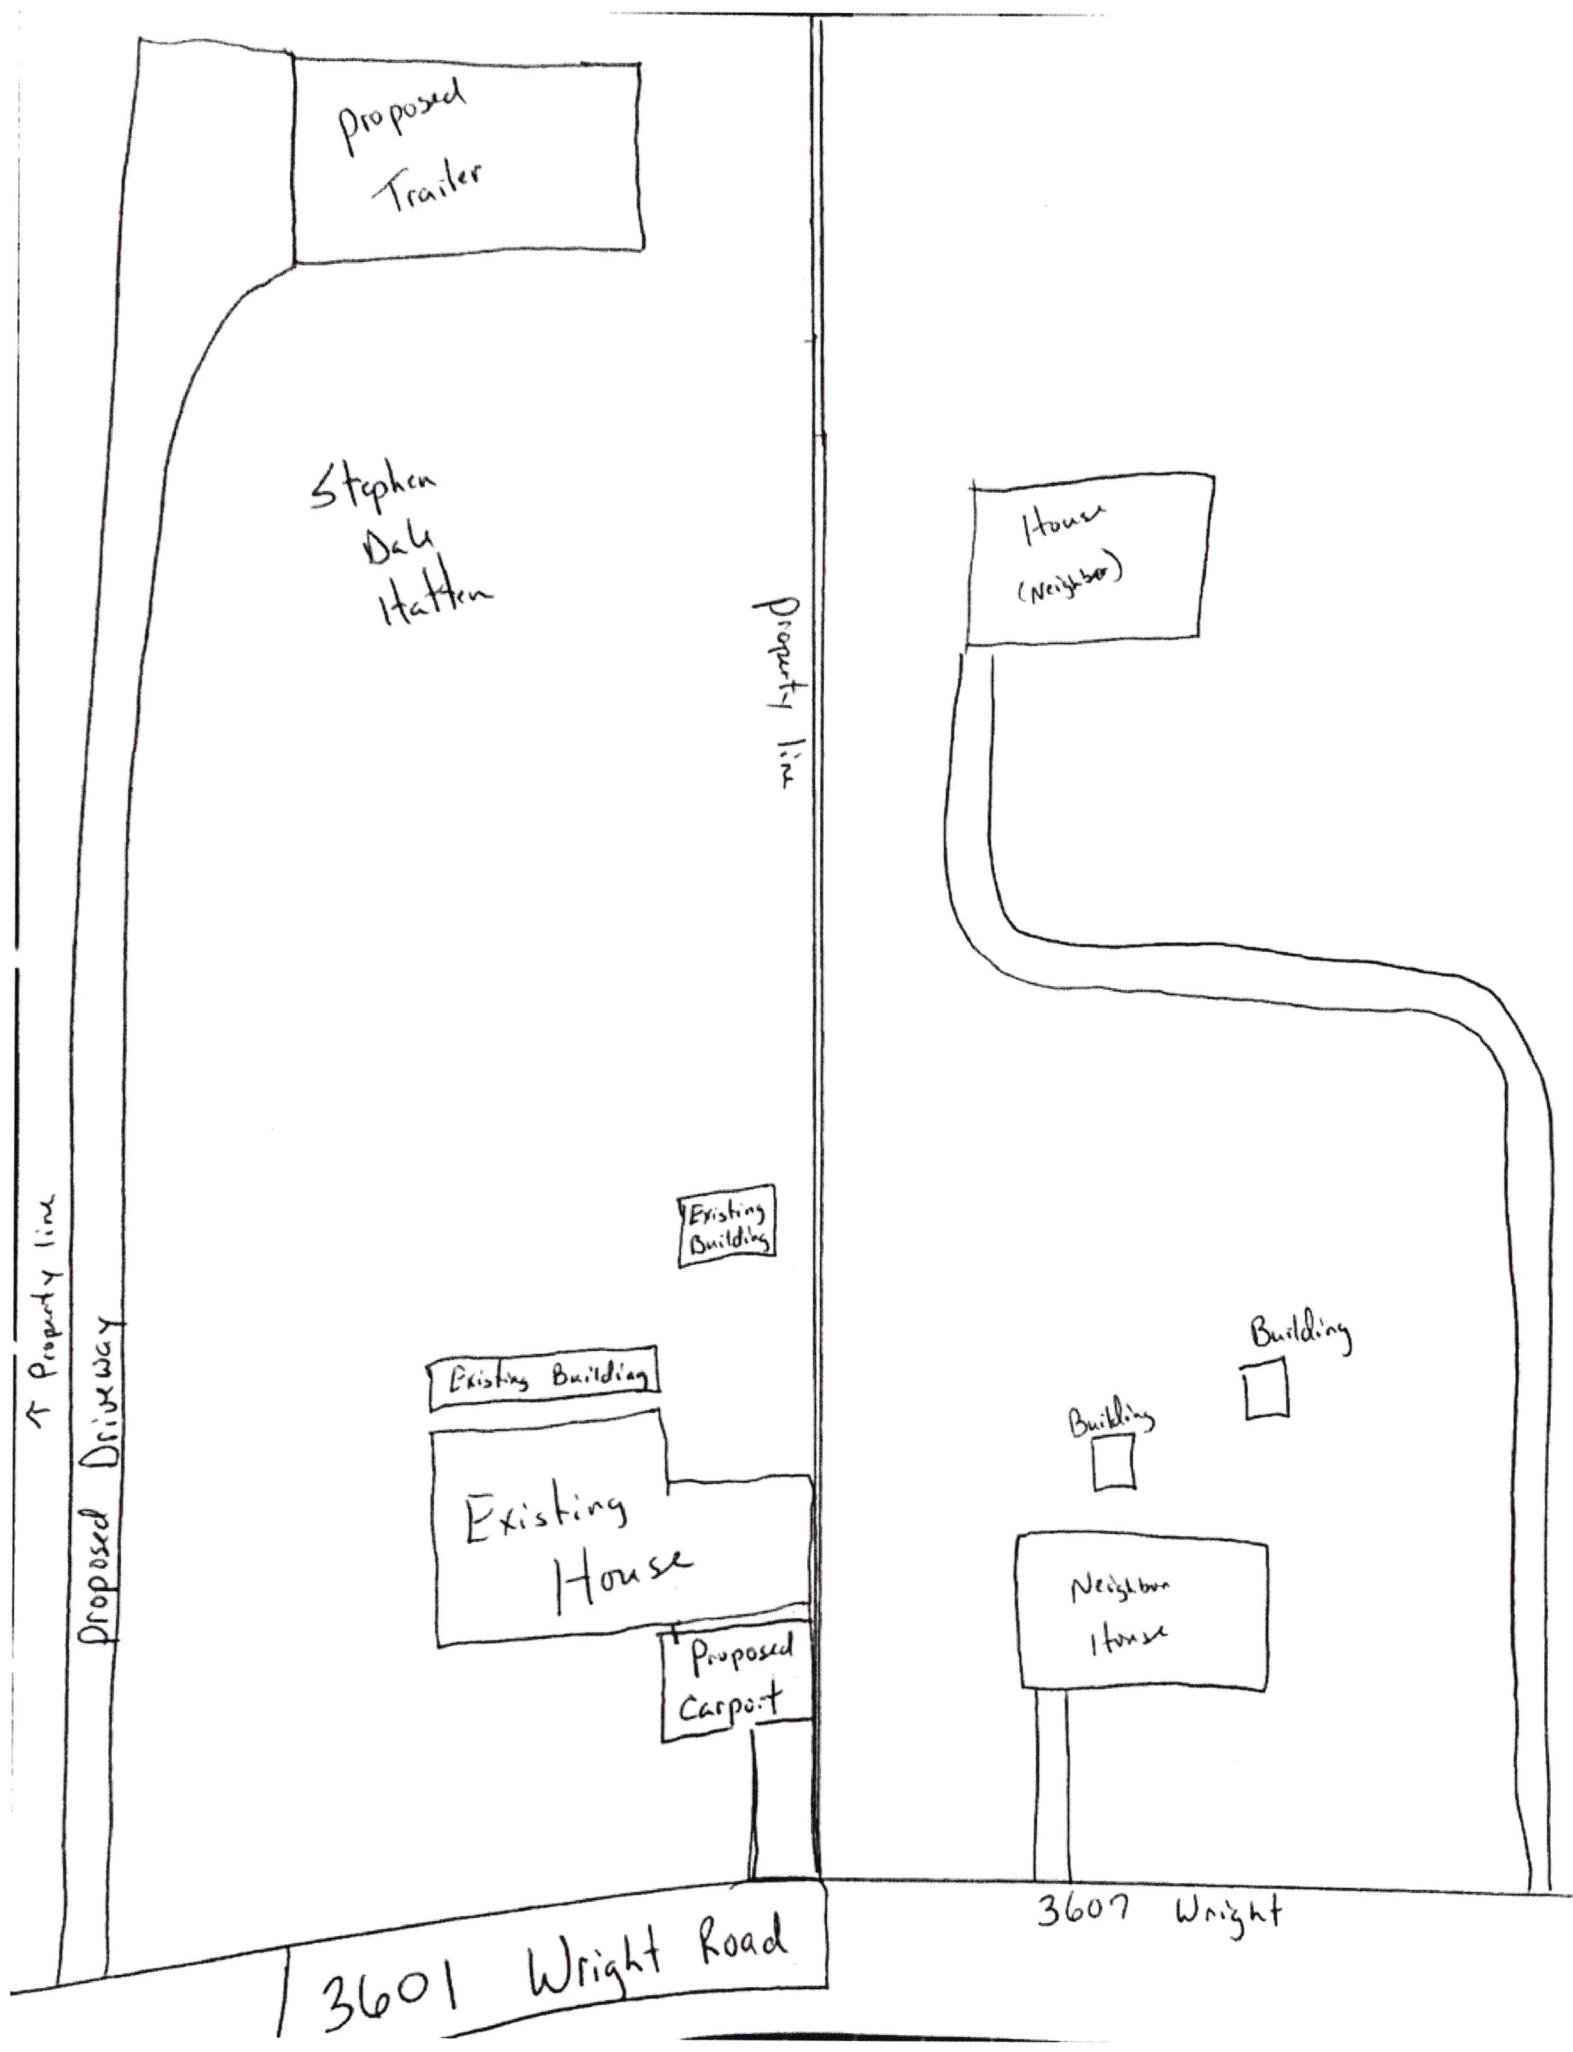 Proposed
Trailer
Stephen
Dale
Hatten
House
(Neighbor)
Property line
Existing
Building
↑ Property line
Proposed Driveway
Existing Building
Building
Building
Existing
House
Neighbor
House
Proposed
Carport
3607 Wright
3601 Wright Road